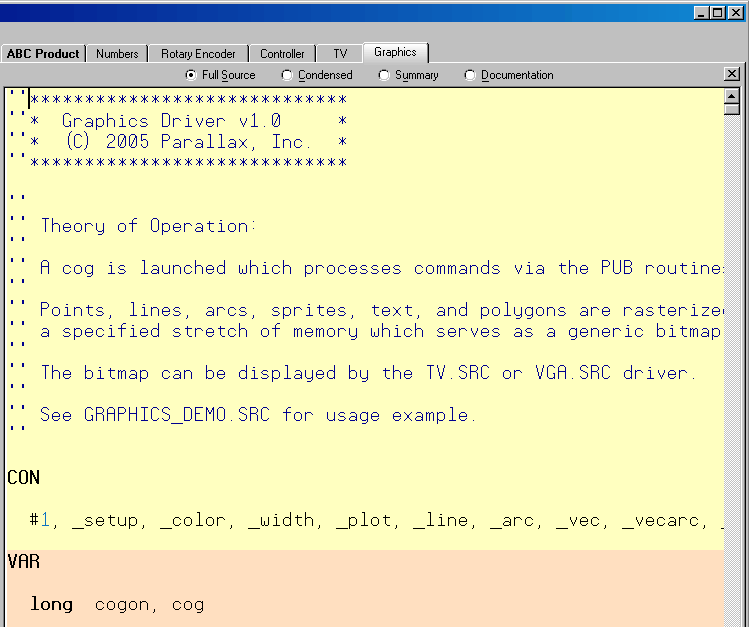 ABC Product Numbers Rotary Encoder Controller TV Graphics
Full Source Condensed Summary Documentation
''******************************
''*  Graphics Driver v1.0     *
''*  (C) 2005 Parallax, Inc.  *
''******************************
''
'' Theory of Operation:
''
'' A cog is launched which processes commands via the PUB routines
''
'' Points, lines, arcs, sprites, text, and polygons are rasterized
'' a specified stretch of memory which serves as a generic bitmap
''
'' The bitmap can be displayed by the TV.SRC or VGA.SRC driver.
''
'' See GRAPHICS_DEMO.SRC for usage example.
''
CON
#1, _setup, _color, _width, _plot, _line, _arc, _vec, _vecarc, _
VAR
long  cogon, cog